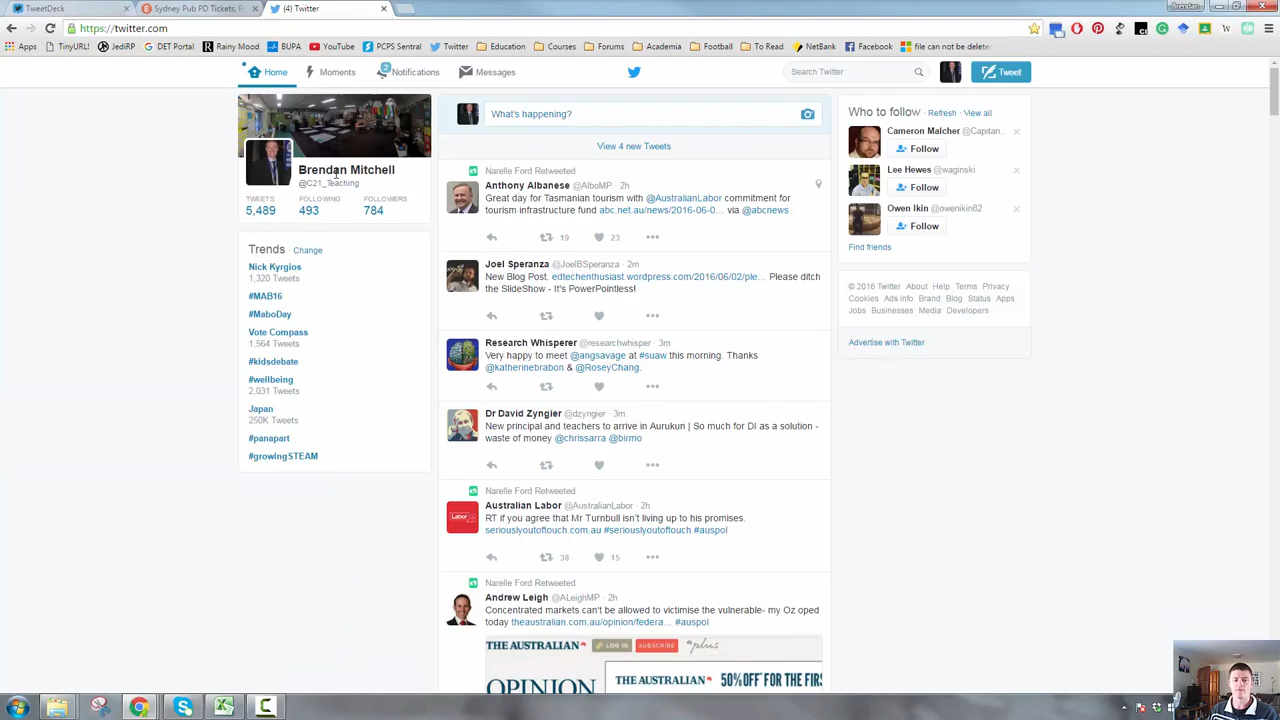 TweetDeck
Sydney Pub PD Tickets, F
(4) Twitter
Brendan
https://twitter.com
Apps TinyURL! JediRP DET Portal Rainy Mood BUPA YouTube PCPS Sentral Twitter Education Courses Forums Academia Football To Read NetBank Facebook file can not be deleted
Home Moments Notifications Messages
2
Search Twitter
Tweet
Brendan Mitchell
@C21_Teaching
TWEETS FOLLOWING FOLLOWERS
5,489 493 784
Trends · Change
Nick Kyrgios
1,320 Tweets
#MAB16
#MaboDay
Vote Compass
1,564 Tweets
#kidsdebate
#wellbeing
2,031 Tweets
Japan
250K Tweets
#panapart
#growingSTEAM
What's happening?
View 4 new Tweets
Narelle Ford Retweeted
Anthony Albanese @AlboMP · 2h
Great day for Tasmanian tourism with @AustralianLabor commitment for
tourism infrastructure fund abc.net.au/news/2016-06-0… via @abcnews
19 23
Joel Speranza @JoelBSperanza · 2m
New Blog Post. edtechenthusiast.wordpress.com/2016/06/02/ple… Please ditch
the SlideShow - It's PowerPointless!
Research Whisperer @researchwhisper · 3m
Very happy to meet @angsavage at #suaw this morning. Thanks
@katherinebrabon & @RoseyChang.
Dr David Zyngier @dzyngier · 3m
New principal and teachers to arrive in Aurukun | So much for DI as a solution -
waste of money @chrissarra @birmo
Narelle Ford Retweeted
Australian Labor @AustralianLabor · 2h
RT if you agree that Mr Turnbull isn't living up to his promises.
seriouslyoutoftouch.com.au #seriouslyoutoftouch #auspol
Labor
38 15
Narelle Ford Retweeted
Andrew Leigh @ALeighMP · 2h
Concentrated markets can't be allowed to victimise the vulnerable- my Oz oped
today theaustralian.com.au/opinion/federa… #auspol
THE AUSTRALIAN LOG IN SUBSCRIBE plus
OPINION
THE AUSTRALIAN 50% OFF FOR THE FIRS
Who to follow · Refresh · View all
Cameron Malcher @Capitan…
Follow
Lee Hewes @waginski
Follow
Owen Ikin @owenikin82
Follow
Find friends
© 2016 Twitter About Help Terms Privacy
Cookies Ads info Brand Blog Status Apps
Jobs Businesses Media Developers
Advertise with Twitter